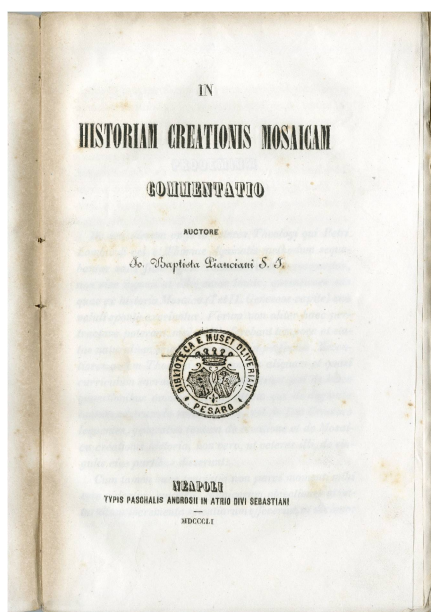 IN
HISTORIAM CREATIONIS MOSAICAM
COMMENTATIO
AUCTORE
Io. Baptista Pianciani S. I.
BIBLIOTECA E MUSEI OLIVERIANI
PESARO
NEAPOLI
TYPIS PASCHALIS ANDROSII IN ATRIO DIVI SEBASTIANI
MDCCCLI